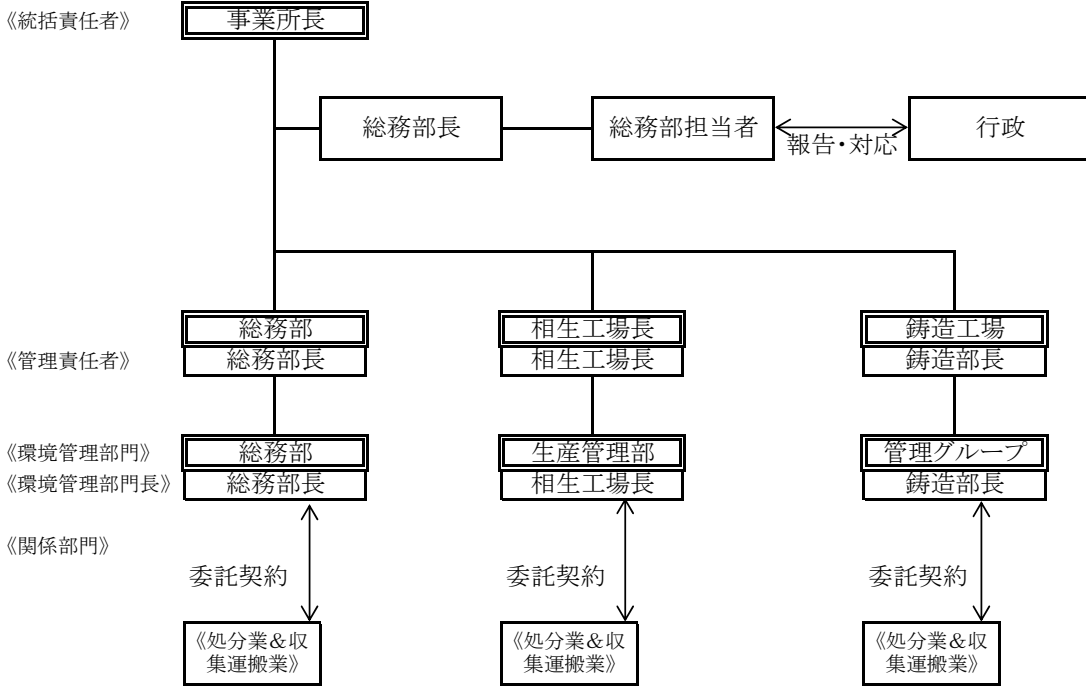 《統括責任者》
事業所長
総務部長
総務部担当者
報告・対応
行政
総務部
相生工場長
鋳造工場
《管理責任者》
総務部長
相生工場長
鋳造部長
《環境管理部門》
総務部
生産管理部
管理グループ
《環境管理部門長》
総務部長
相生工場長
鋳造部長
《関係部門》
委託契約
委託契約
委託契約
《処分業&収
集運搬業》
《処分業&収
集運搬業》
《処分業&収
集運搬業》